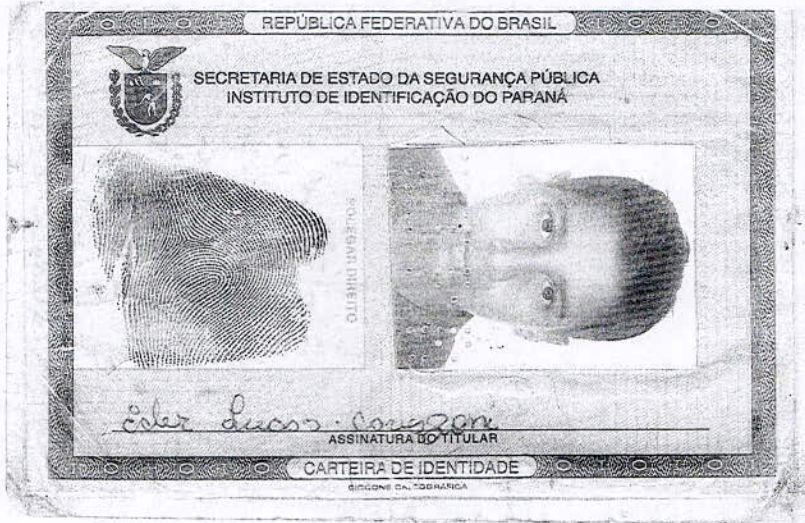 REPÚBLICA FEDERATIVA DO BRASIL
SECRETARIA DE ESTADO DA SEGURANÇA PÚBLICA
INSTITUTO DE IDENTIFICAÇÃO DO PARANÁ
POLEGAR DIREITO
Lucas
ASSINATURA DO TITULAR
CARTEIRA DE IDENTIDADE